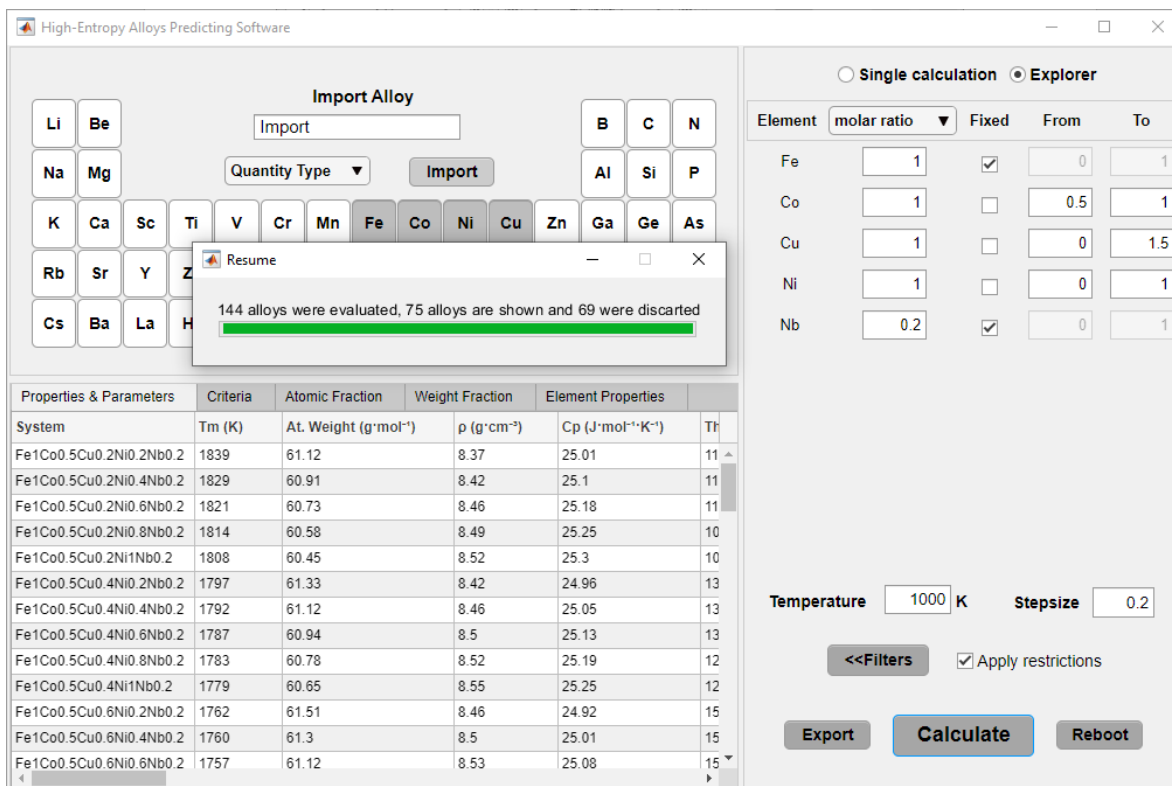 High-Entropy Alloys Predicting Software
Import Alloy
Import
Quantity Type ▼ Import
Li Be B C N
Na Mg Al Si P
K Ca Sc Ti V Cr Mn Fe Co Ni Cu Zn Ga Ge As
Rb Sr Y
Cs Ba La
Resume
144 alloys were evaluated, 75 alloys are shown and 69 were discarted
Single calculation Explorer
Element molar ratio ▼ Fixed From To
Fe 1 0 1
Co 1 0.5 1
Cu 1 0 1.5
Ni 1 0 1
Nb 0.2 0 1
Temperature 1000 K Stepsize 0.2
<<Filters Apply restrictions
Export Calculate Reboot
Properties & Parameters Criteria Atomic Fraction Weight Fraction Element Properties
System Tm (K) At. Weight (g·mol⁻¹) ρ (g·cm⁻³) Cp (J·mol⁻¹·K⁻¹)
Fe1Co0.5Cu0.2Ni0.2Nb0.2 1839 61.12 8.37 25.01 11
Fe1Co0.5Cu0.2Ni0.4Nb0.2 1829 60.91 8.42 25.1 11
Fe1Co0.5Cu0.2Ni0.6Nb0.2 1821 60.73 8.46 25.18 11
Fe1Co0.5Cu0.2Ni0.8Nb0.2 1814 60.58 8.49 25.25 10
Fe1Co0.5Cu0.2Ni1Nb0.2 1808 60.45 8.52 25.3 10
Fe1Co0.5Cu0.4Ni0.2Nb0.2 1797 61.33 8.42 24.96 13
Fe1Co0.5Cu0.4Ni0.4Nb0.2 1792 61.12 8.46 25.05 13
Fe1Co0.5Cu0.4Ni0.6Nb0.2 1787 60.94 8.5 25.13 13
Fe1Co0.5Cu0.4Ni0.8Nb0.2 1783 60.78 8.52 25.19 12
Fe1Co0.5Cu0.4Ni1Nb0.2 1779 60.65 8.55 25.25 12
Fe1Co0.5Cu0.6Ni0.2Nb0.2 1762 61.51 8.46 24.92 15
Fe1Co0.5Cu0.6Ni0.4Nb0.2 1760 61.3 8.5 25.01 15
Fe1Co0.5Cu0.6Ni0.6Nb0.2 1757 61.12 8.53 25.08 15